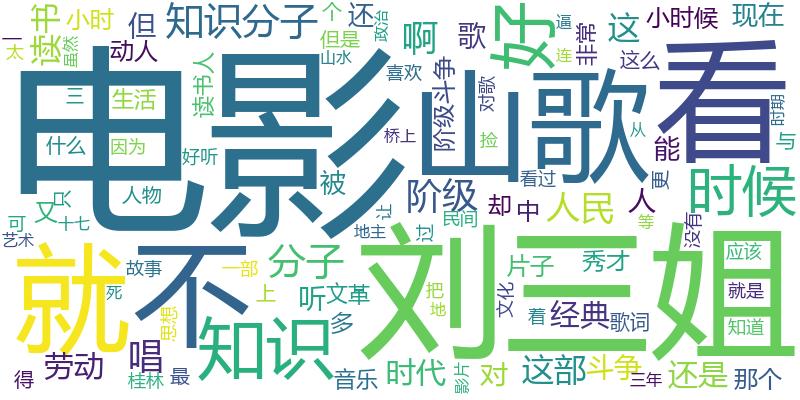 一
太
读书
小时
虽然
动人
但
知识分子
还
个
但是
政治
山水
啊
歌
好
逼
非常
连
这
小时候
现在
这么
电影
山歌
看
三
生活
读书人
喜欢
阶级斗争
对歌
捡
时期
什么
因为
好听
桥上
从
能
与
人物
只
又
可
十七
艺术
被
让
地主
过
阶级
民间
却
中
看过
人民
等
人
更
没有
时候
就
不
故事
死
思想
分子
一部
上
听
文革
多
把
地
刘三姐
片子
文化
着
秀才
经典
歌词
应该
就是
知道
劳动
得
唱
桂林
最
知识
音乐
时代
影片
对
这部
斗争
三年
还是
那个